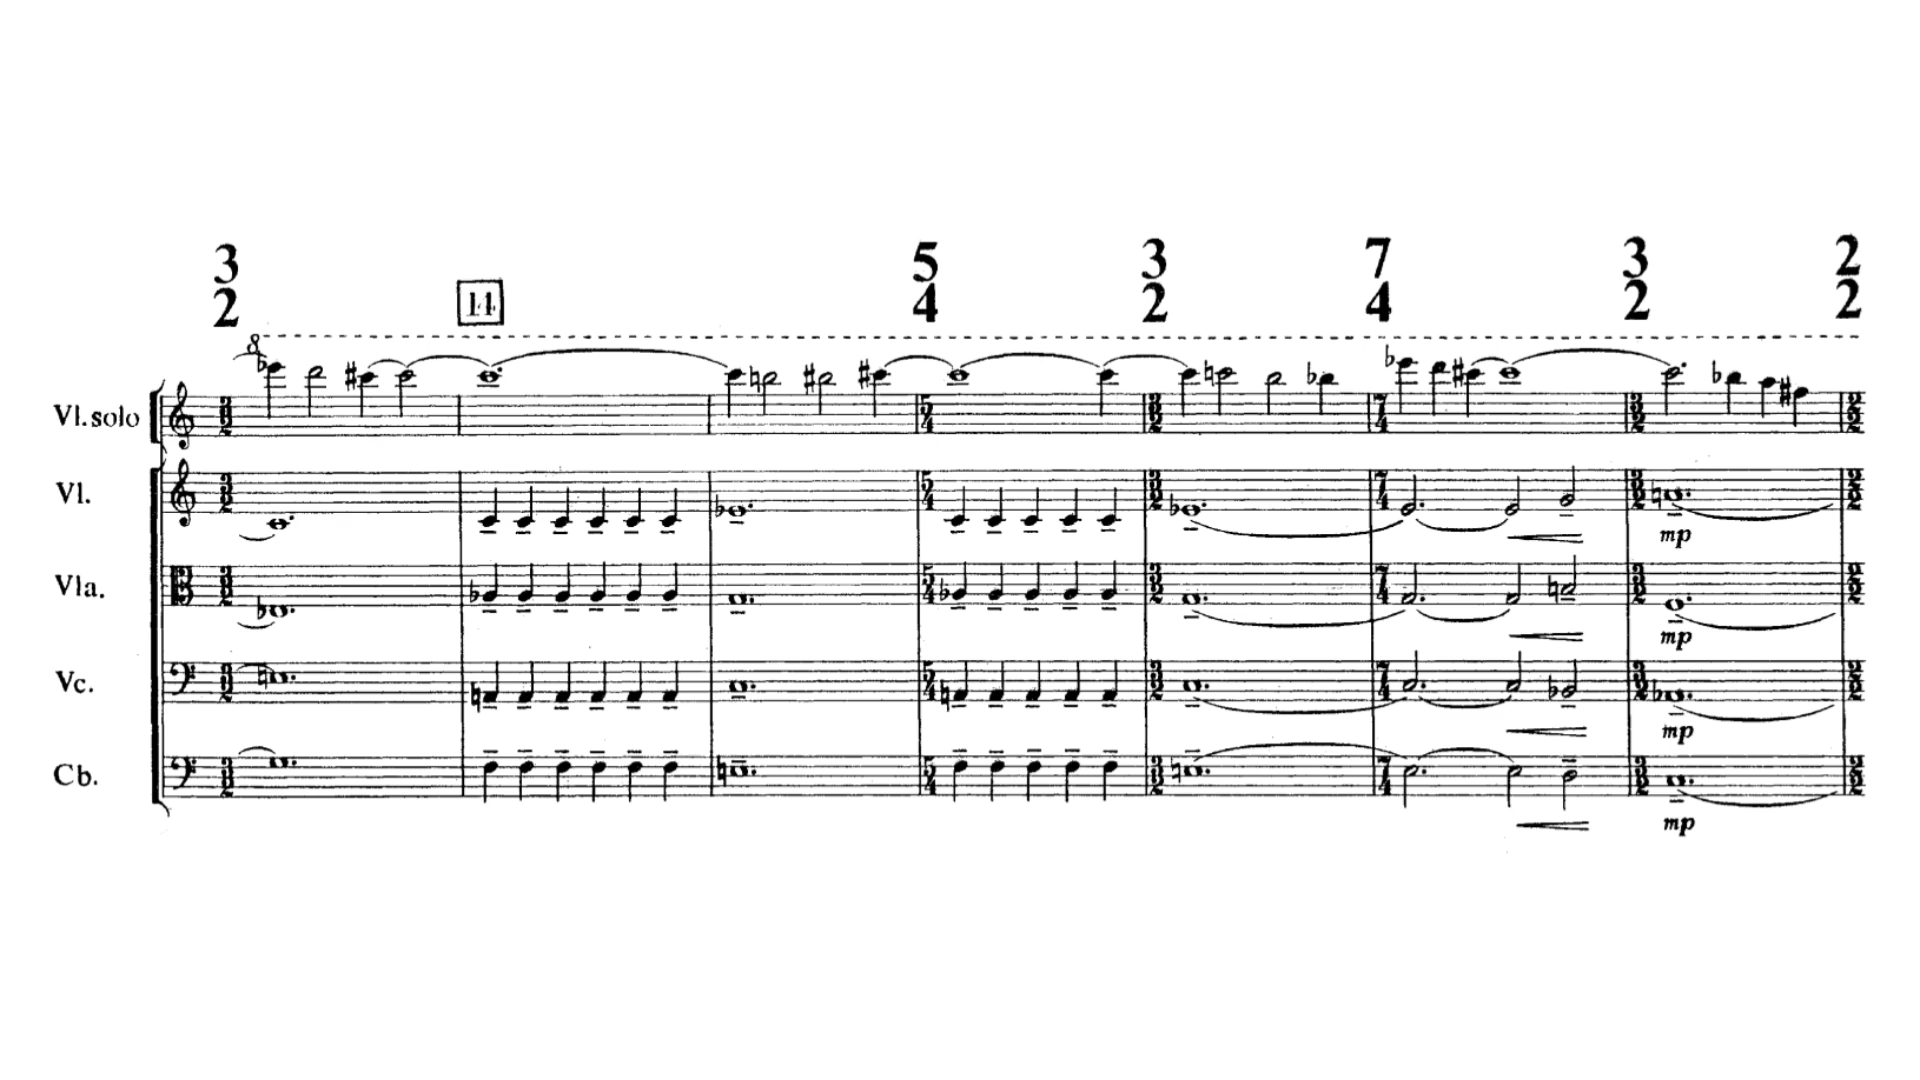 3 5 3 7 3 2
2 4 2 4 2 2
14
8
Vl. solo
Vl.
mp
Vla.
mp
Vc.
mp
Cb.
mp